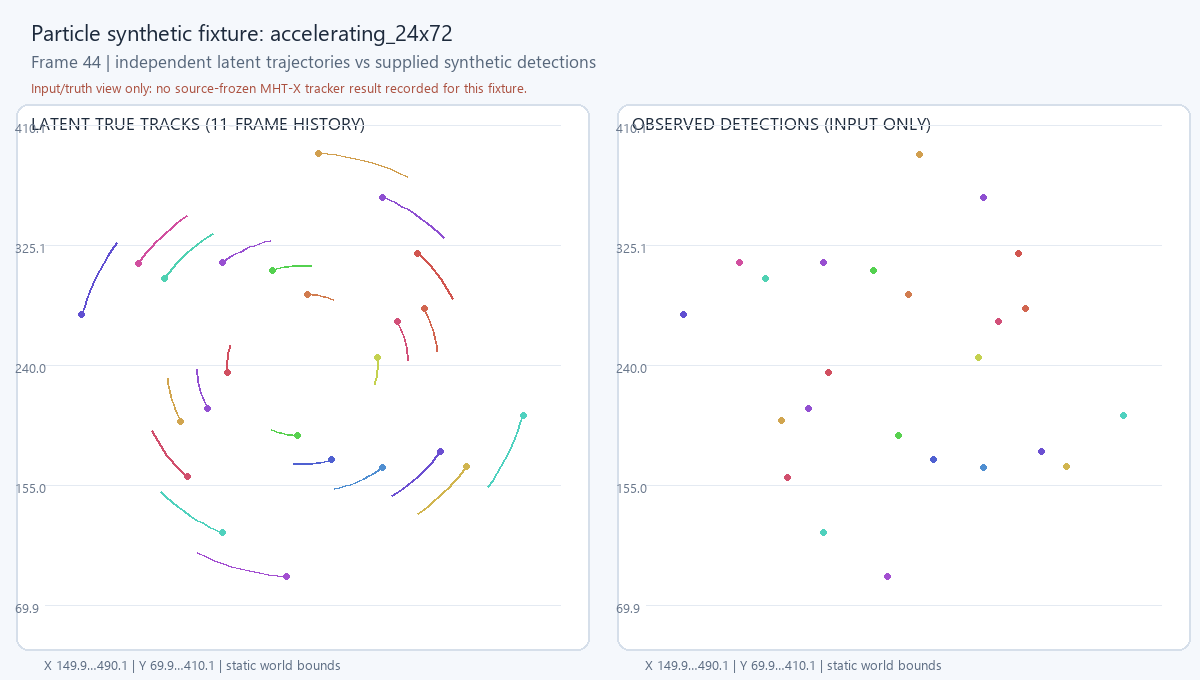 Particle synthetic fixture: accelerating_24x72
Frame 44 | independent latent trajectories vs supplied synthetic detections
Input/truth view only: no source-frozen MHT-X tracker result recorded for this fixture.
LATENT TRUE TRACKS (11-FRAME HISTORY)
410.1
325.1
240.0
155.0
69.9
X 149.9...490.1 | Y 69.9...410.1 | static world bounds
OBSERVED DETECTIONS (INPUT ONLY)
410.1
325.1
240.0
155.0
69.9
X 149.9...490.1 | Y 69.9...410.1 | static world bounds